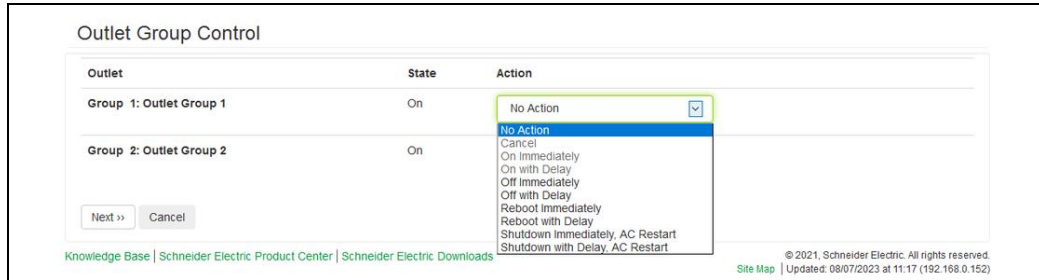 Outlet Group Control
Outlet State Action
Group 1: Outlet Group 1 On No Action
No Action
Cancel
On Immediately
On with Delay
Off Immediately
Off with Delay
Reboot Immediately
Reboot with Delay
Shutdown Immediately, AC Restart
Shutdown with Delay, AC Restart
Group 2: Outlet Group 2 On
Next ›› Cancel
Knowledge Base | Schneider Electric Product Center | Schneider Electric Downloads
© 2021, Schneider Electric. All rights reserved.
Site Map | Updated: 08/07/2023 at 11:17 (192.168.0.152)